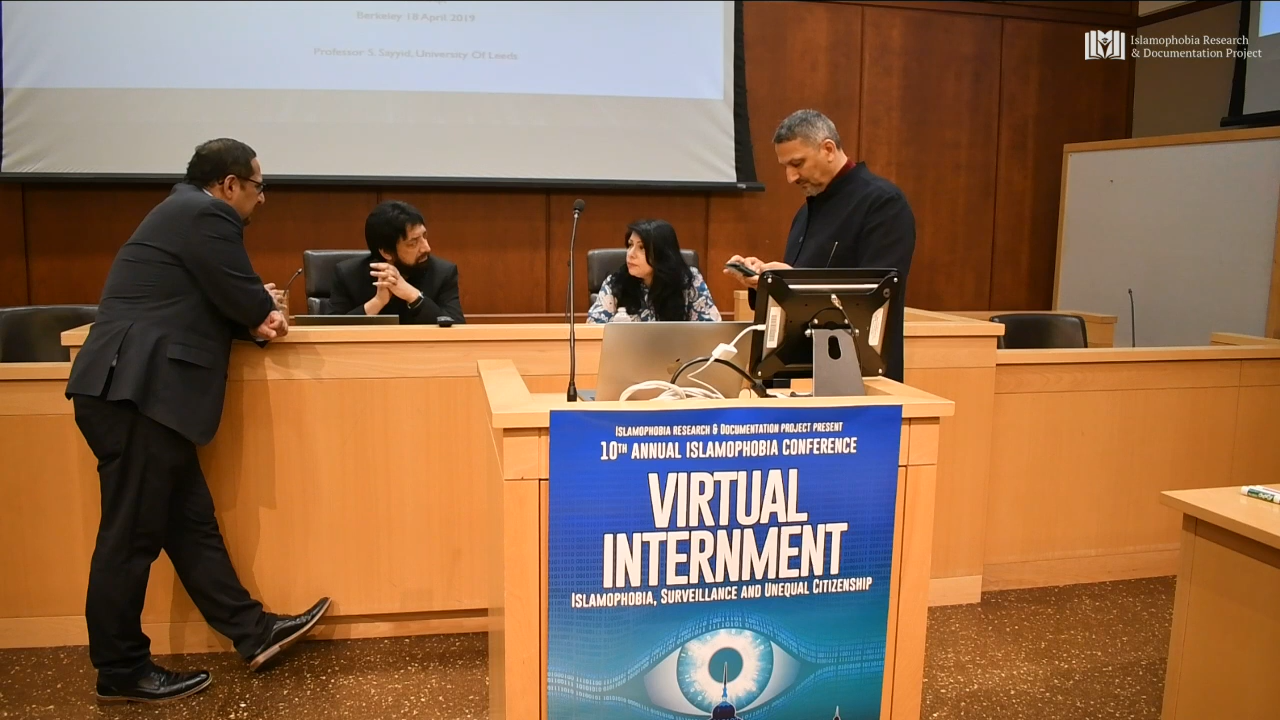 Berkeley 18 April 2019
Professor S. Sayyid, University Of Leeds
Islamophobia Research
& Documentation Project
Islamophobia Research & Documentation Project present
10th Annual Islamophobia Conference
VIRTUAL
INTERNMENT
Islamophobia, Surveillance and Unequal Citizenship